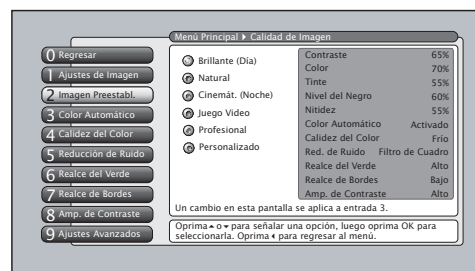 Menú Principal ▸ Calidad de Imagen
0 Regresar
1 Ajustes de Imagen
2 Imagen Preestabl.
3 Color Automático
4 Calidez del Color
5 Reducción de Ruido
6 Realce del Verde
7 Realce de Bordes
8 Amp. de Contraste
9 Ajustes Avanzados
Brillante (Día)
Natural
Cinemát. (Noche)
Juego Video
Profesional
Personalizado
Contraste 65%
Color 70%
Tinte 55%
Nivel del Negro 60%
Nitidez 55%
Color Automático Activado
Calidez del Color Frío
Red. de Ruido Filtro de Cuadro
Realce del Verde Alto
Realce de Bordes Bajo
Amp. de Contraste Alto
Un cambio en esta pantalla se aplica a entrada 3.
Oprima ▴ o ▾ para señalar una opción, luego oprima OK para
seleccionarla. Oprima ◂ para regresar al menú.